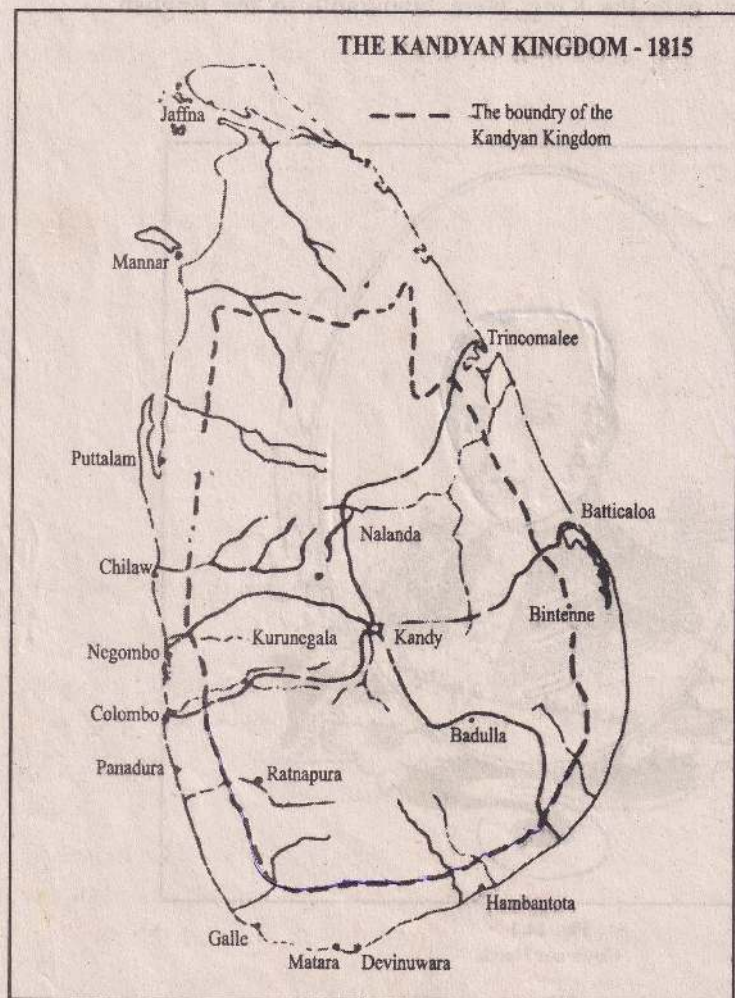 THE KANDYAN KINGDOM - 1815
The boundry of the
Kandyan Kingdom
Jaffna
Mannar
Trincomalee
Puttalam
Batticaloa
Nalanda
Chilaw
Bintenne
Negombo
Kurunegala
Kandy
Colombo
Badulla
Panadura
Ratnapura
Hambantota
Galle
Matara
Devinuwara